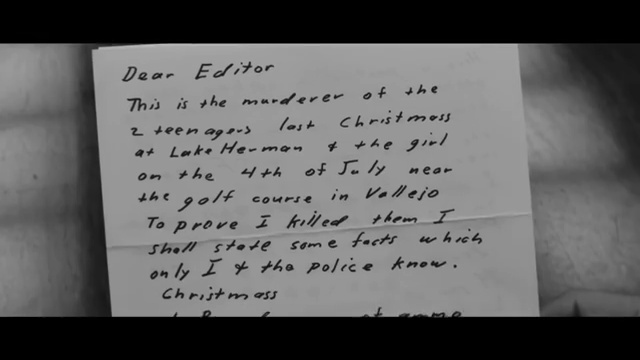 Dear Editor
This is the murderer of the
2 teenagers last Christmass
at Lake Herman & the girl
on the 4th of July near
the golf course in Vallejo
To prove I killed them I
shall state some facts which
only I & the police know.
Christmass
ammo